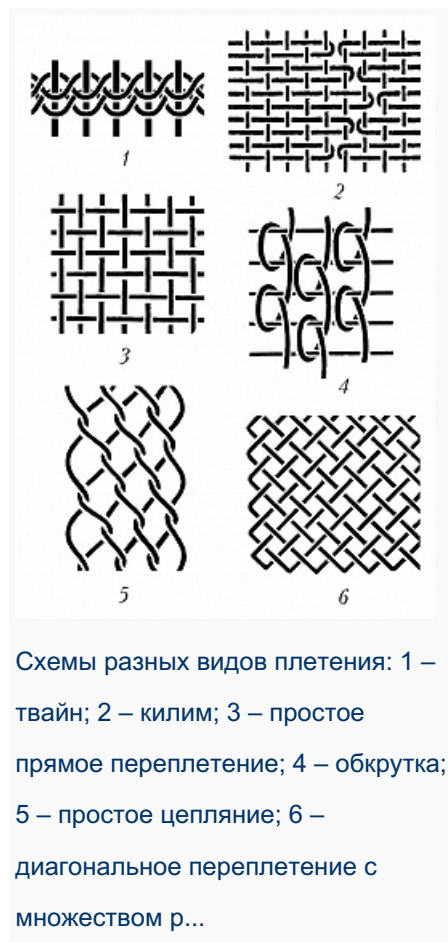 1
2
3
4
5
6
Схемы разных видов плетения: 1 –
твайн; 2 – килим; 3 – простое
прямое переплетение; 4 – обкрутка;
5 – простое цепляние; 6 –
диагональное переплетение с
множеством р...